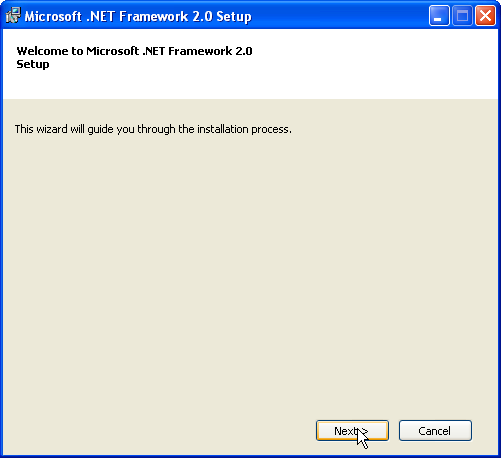 Microsoft .NET Framework 2.0 Setup
Welcome to Microsoft .NET Framework 2.0
Setup
This wizard will guide you through the installation process.
Next >
Cancel